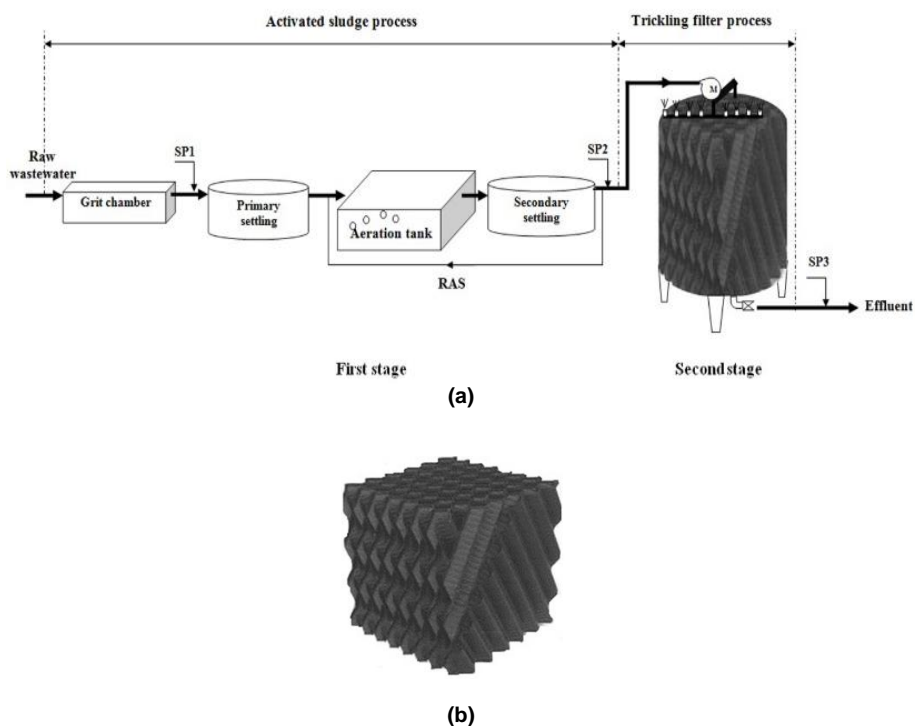 Activated sludge process
Trickling filter process
M
SP1
SP2
Raw
wastewater
Grit chamber
Primary
settling
Aeration tank
Secondary
settling
RAS
SP3
Effluent
First stage
Second stage
(a)
(b)